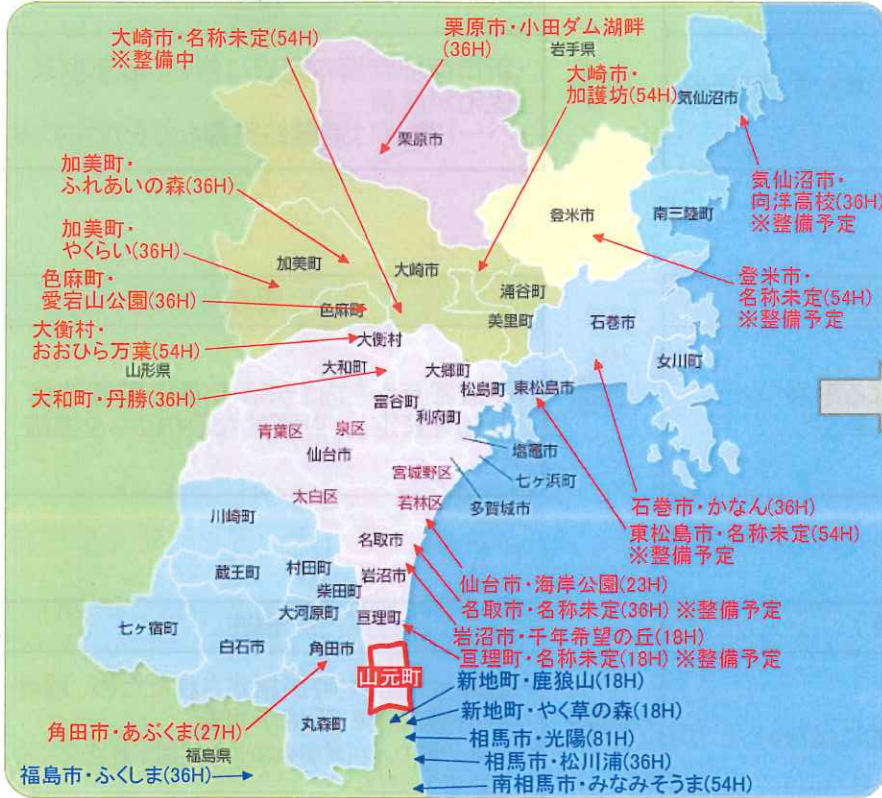 大崎市・名称未定(54H)
※整備中
栗原市・小田ダム湖畔
(36H)
岩手県
大崎市・
加護坊(54H)
気仙沼市
栗原市
加美町・
ふれあいの森(36H)
気仙沼市・
向洋高校(36H)
※整備予定
登米市
南三陸町
加美町・
やくらい(36H)
加美町
大崎市
登米市・
名称未定(54H)
※整備予定
色麻町・
愛宕山公園(36H)
色麻町
涌谷町
美里町
石巻市
大衡村・
おおひら万葉(54H)
大衡村
女川町
山形県
大和町
大郷町
松島町
東松島市
大和町・丹勝(36H)
富谷町
利府町
青葉区
泉区
塩竈市
仙台市
宮城野区
七ヶ浜町
太白区
若林区
多賀城市
石巻市・かなん(36H)
川崎町
東松島市・名称未定(54H)
※整備予定
名取市
蔵王町
村田町
岩沼市
仙台市・海岸公園(23H)
柴田町
名取市・名称未定(36H) ※整備予定
七ヶ宿町
大河原町
亘理町
岩沼市・千年希望の丘(18H)
白石市
角田市
亘理町・名称未定(18H) ※整備予定
山元町
新地町・鹿狼山(18H)
丸森町
新地町・やく草の森(18H)
角田市・あぶくま(27H)
相馬市・光陽(81H)
福島県
相馬市・松川浦(36H)
福島市・ふくしま(36H)
南相馬市・みなみそうま(54H)